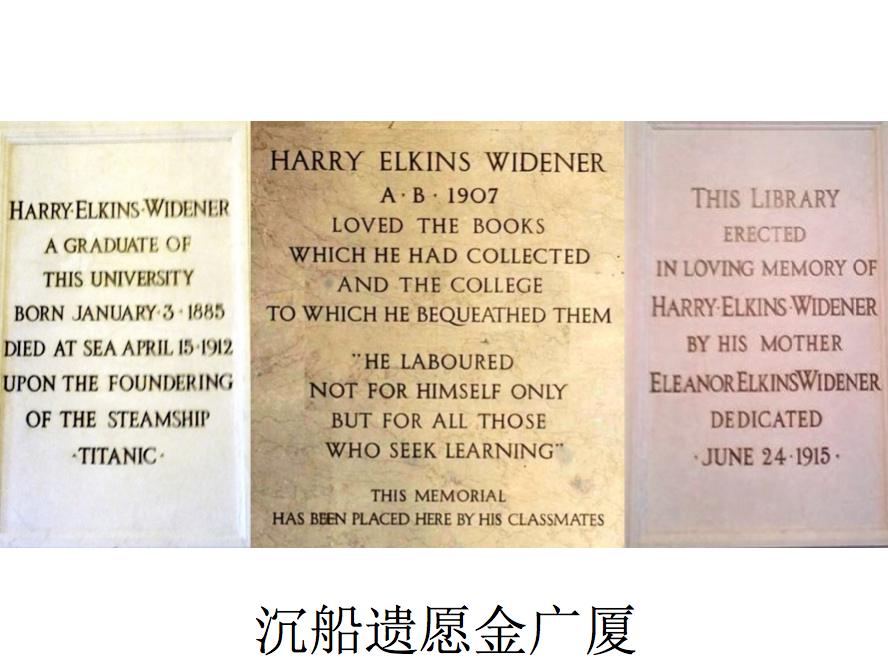 HARRY·ELKINS·WIDENER
A GRADUATE OF
THIS UNIVERSITY
BORN JANUARY·3·1885
DIED AT SEA APRIL 15·1912
UPON THE FOUNDERING
OF THE STEAMSHIP
·TITANIC·
HARRY ELKINS WIDENER
A·B·1907
LOVED THE BOOKS
WHICH HE HAD COLLECTED
AND THE COLLEGE
TO WHICH HE BEQUEATHED THEM
"HE LABOURED
NOT FOR HIMSELF ONLY
BUT FOR ALL THOSE
WHO SEEK LEARNING"
THIS MEMORIAL
HAS BEEN PLACED HERE BY HIS CLASSMATES
THIS LIBRARY
ERECTED
IN LOVING MEMORY OF
HARRY·ELKINS·WIDENER
BY HIS MOTHER
ELEANOR ELKINS WIDENER
DEDICATED
·JUNE 24·1915·
沉船遗愿金广厦